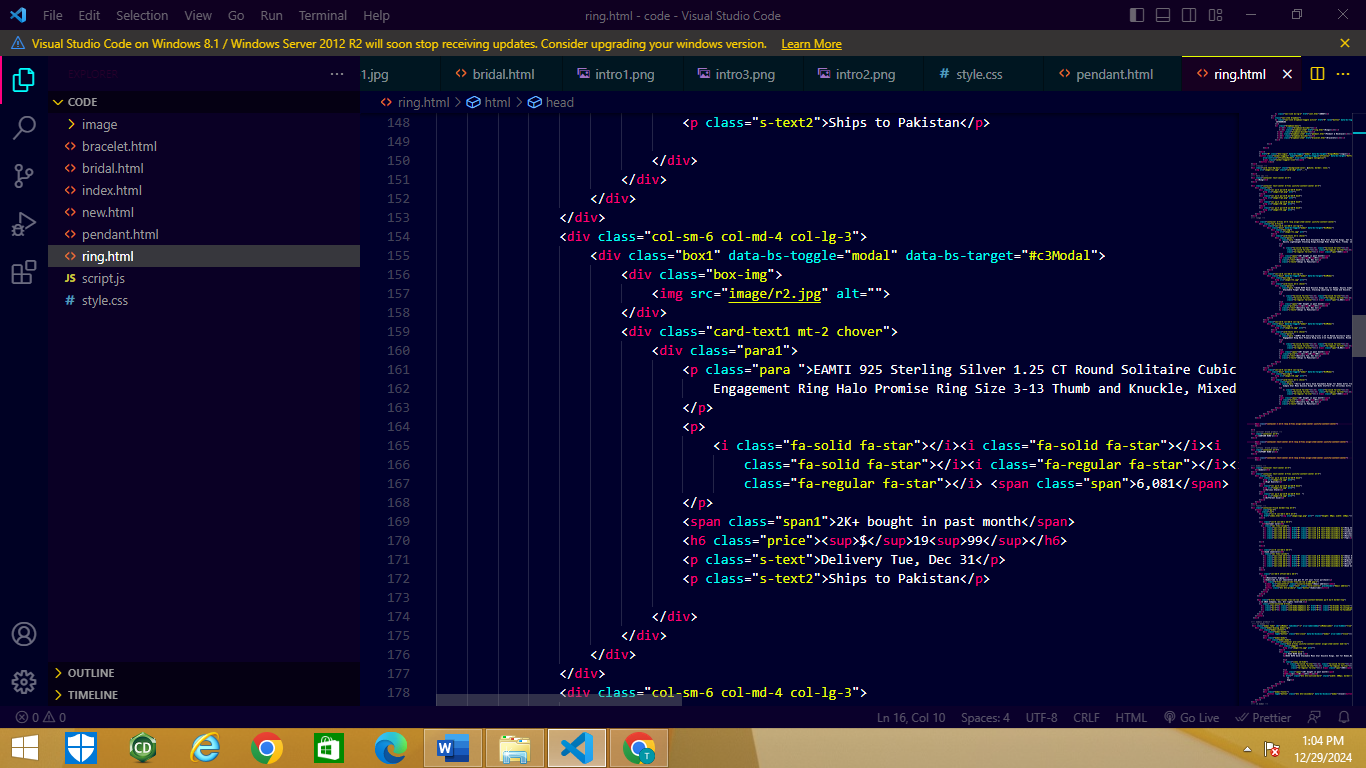 File Edit Selection View Go Run Terminal Help ring.html - code - Visual Studio Code
Visual Studio Code on Windows 8.1 / Windows Server 2012 R2 will soon stop receiving updates. Consider upgrading your windows version. Learn More
EXPLORER
1.jpg bridal.html intro1.png intro3.png intro2.png style.css pendant.html ring.html
CODE
image
bracelet.html
bridal.html
index.html
new.html
pendant.html
ring.html
JS script.js
# style.css
OUTLINE
TIMELINE
ring.html > html > head
148 <p class="s-text2">Ships to Pakistan</p>
149
150 </div>
151 </div>
152 </div>
153 </div>
154 <div class="col-sm-6 col-md-4 col-lg-3">
155 <div class="box1" data-bs-toggle="modal" data-bs-target="#c3Modal">
156 <div class="box-img">
157 <img src="image/r2.jpg" alt="">
158 </div>
159 <div class="card-text1 mt-2 chover">
160 <div class="para1">
161 <p class="para ">EAMTI 925 Sterling Silver 1.25 CT Round Solitaire Cubic
162 Engagement Ring Halo Promise Ring Size 3-13 Thumb and Knuckle, Mixed
163 </p>
164 <p>
165 <i class="fa-solid fa-star"></i><i class="fa-solid fa-star"></i><i
166 class="fa-solid fa-star"></i><i class="fa-regular fa-star"></i><
167 class="fa-regular fa-star"></i> <span class="span">6,081</span>
168 </p>
169 <span class="span1">2K+ bought in past month</span>
170 <h6 class="price"><sup>$</sup>19<sup>99</sup></h6>
171 <p class="s-text">Delivery Tue, Dec 31</p>
172 <p class="s-text2">Ships to Pakistan</p>
173
174 </div>
175 </div>
176 </div>
177 </div>
178 <div class="col-sm-6 col-md-4 col-lg-3">
0 0 Ln 16, Col 10 Spaces: 4 UTF-8 CRLF HTML Go Live Prettier
CD W T 1:04 PM
12/29/2024